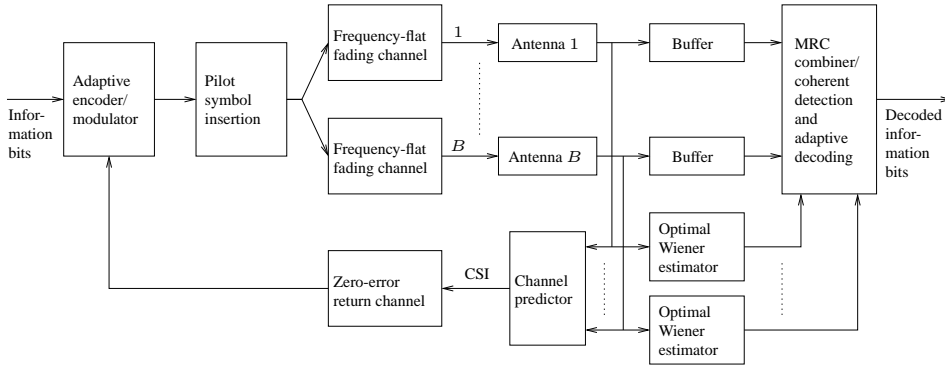 Infor-
mation
bits
Adaptive
encoder/
modulator
Pilot
symbol
insertion
Frequency-flat
fading channel
1
Antenna 1
Buffer
Frequency-flat
fading channel
B
Antenna B
Buffer
MRC
combiner/
coherent
detection
and
adaptive
decoding
Decoded
infor-
mation
bits
Zero-error
return channel
CSI
Channel
predictor
Optimal
Wiener
estimator
Optimal
Wiener
estimator